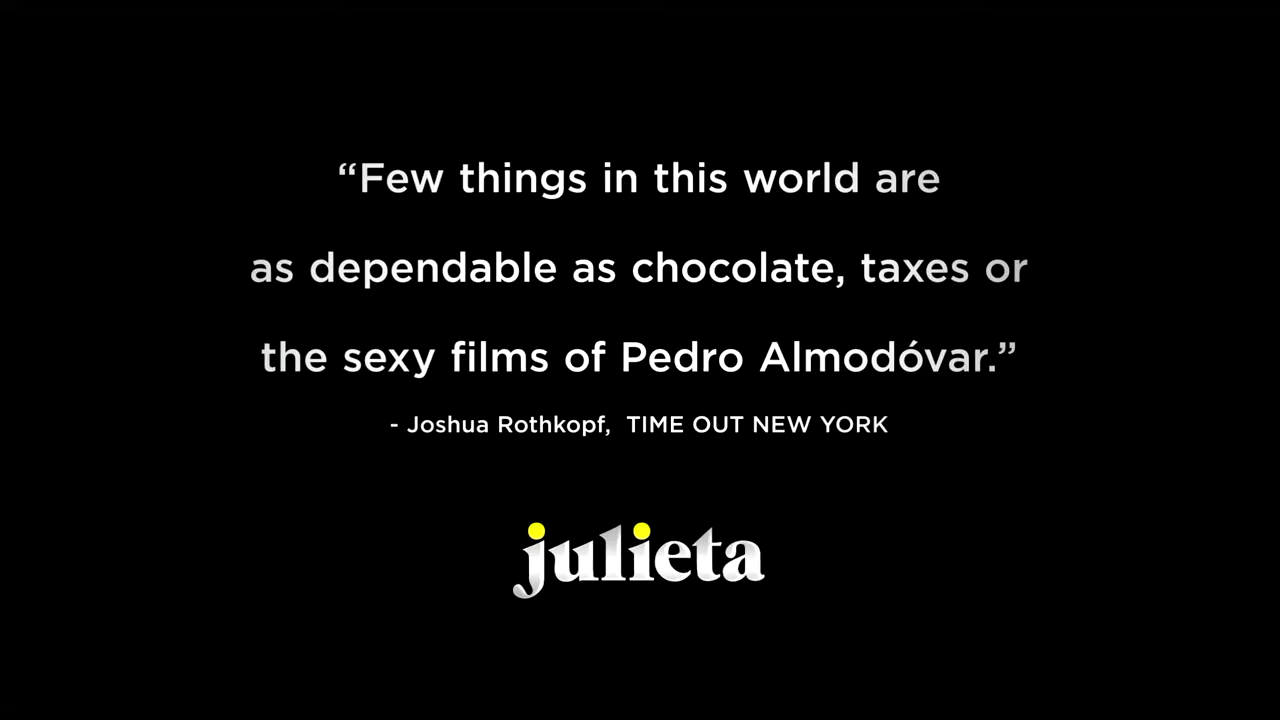 “Few things in this world are
as dependable as chocolate, taxes or
the sexy films of Pedro Almodóvar.”
- Joshua Rothkopf,  TIME OUT NEW YORK
julieta